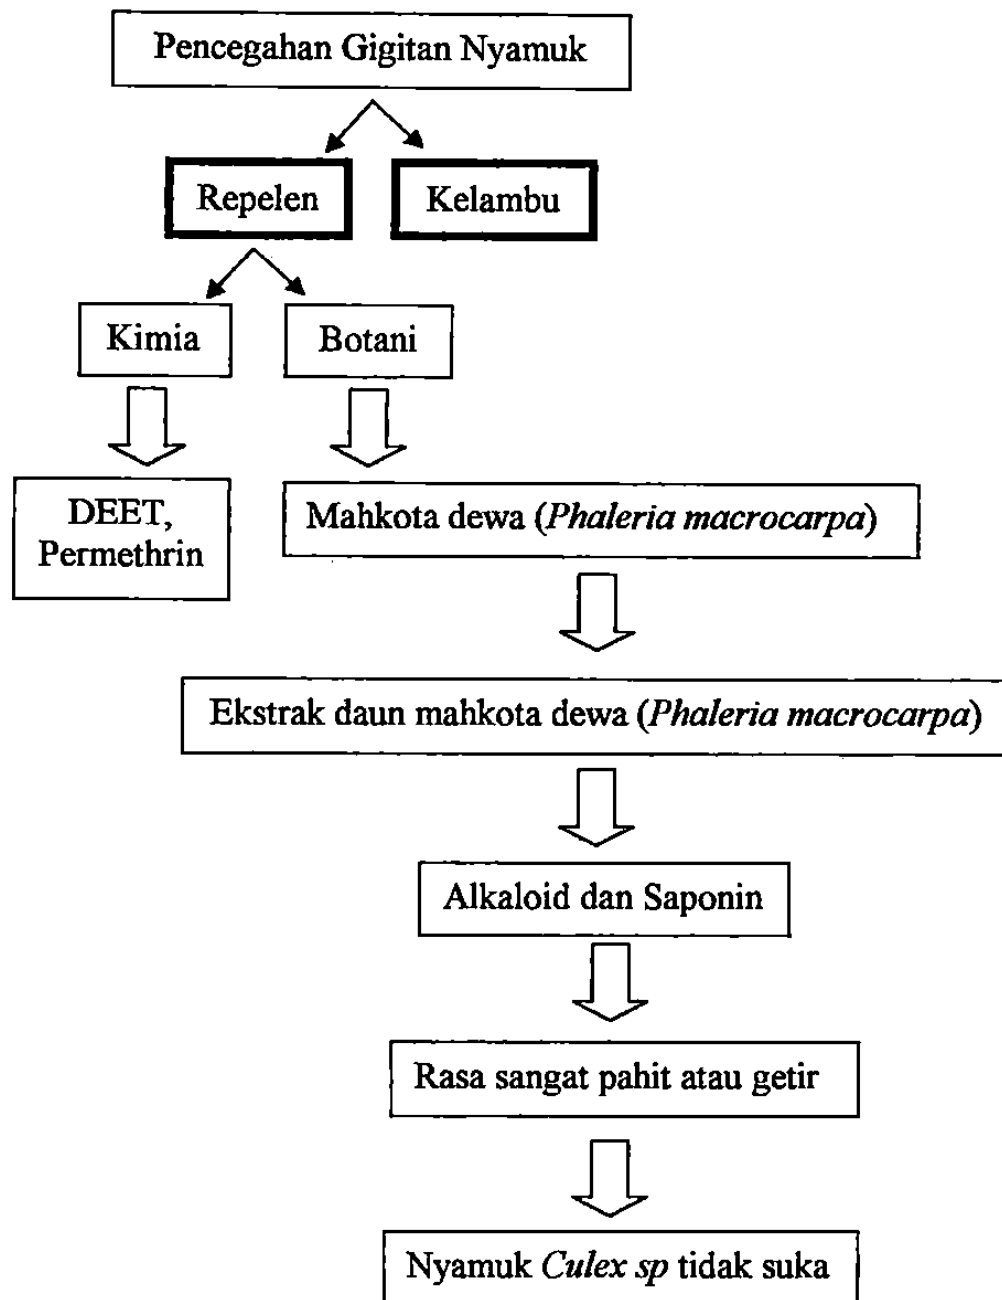 Pencegahan Gigitan Nyamuk
Repelen
Kelambu
Kimia
Botani
DEET,
Permethrin
Mahkota dewa (Phaleria macrocarpa)
Ekstrak daun mahkota dewa (Phaleria macrocarpa)
Alkaloid dan Saponin
Rasa sangat pahit atau getir
Nyamuk Culex sp tidak suka